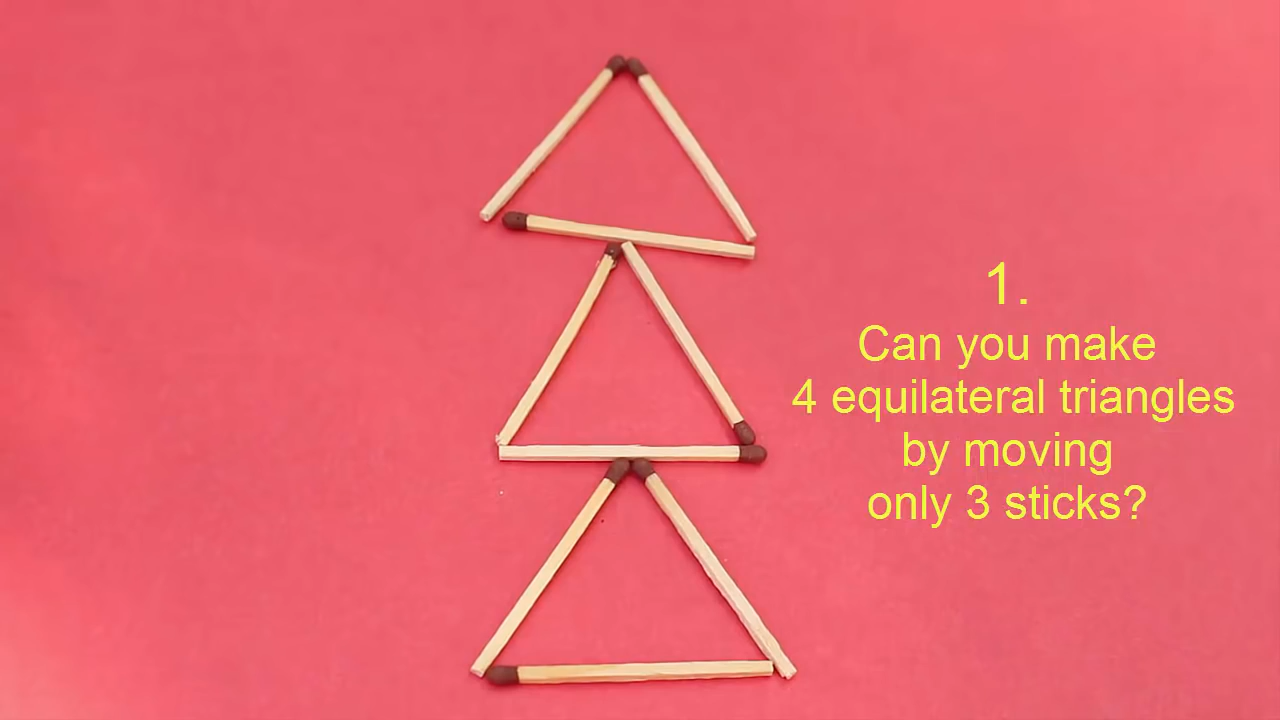 1.
Can you make
4 equilateral triangles
by moving
only 3 sticks?